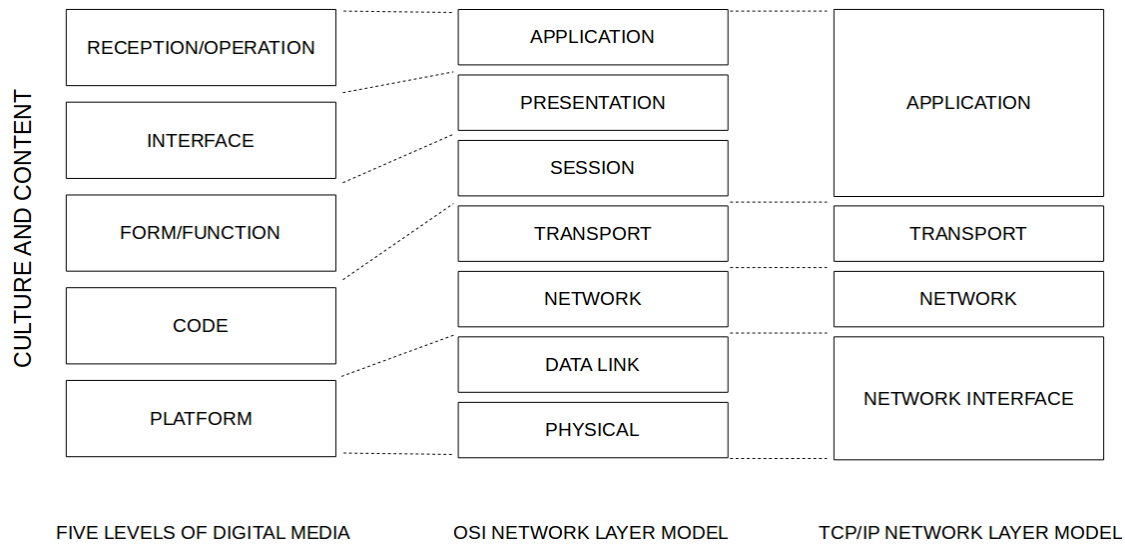 CULTURE AND CONTENT
RECEPTION/OPERATION
INTERFACE
FORM/FUNCTION
CODE
PLATFORM
FIVE LEVELS OF DIGITAL MEDIA
APPLICATION
PRESENTATION
SESSION
TRANSPORT
NETWORK
DATA LINK
PHYSICAL
OSI NETWORK LAYER MODEL
APPLICATION
TRANSPORT
NETWORK
NETWORK INTERFACE
TCP/IP NETWORK LAYER MODEL